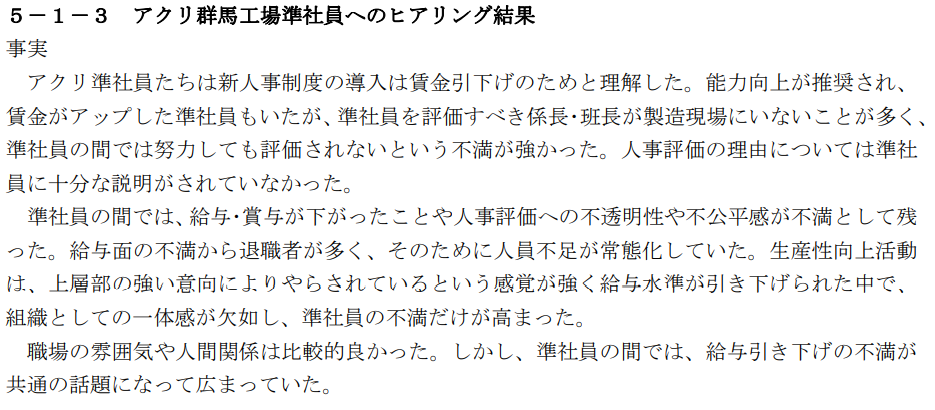 ５－１－３　アクリ群馬工場準社員へのヒアリング結果
事実
　アクリ準社員たちは新人事制度の導入は賃金引下げのためと理解した。能力向上が推奨され、
賃金がアップした準社員もいたが、準社員を評価すべき係長・班長が製造現場にいないことが多く、
準社員の間では努力しても評価されないという不満が強かった。人事評価の理由については準社
員に十分な説明がされていなかった。
　準社員の間では、給与・賞与が下がったことや人事評価への不透明性や不公平感が不満として残
った。給与面の不満から退職者が多く、そのために人員不足が常態化していた。生産性向上活動
は、上層部の強い意向によりやらされているという感覚が強く給与水準が引き下げられた中で、
組織としての一体感が欠如し、準社員の不満だけが高まった。
　職場の雰囲気や人間関係は比較的良かった。しかし、準社員の間では、給与引き下げの不満が
共通の話題になって広まっていた。